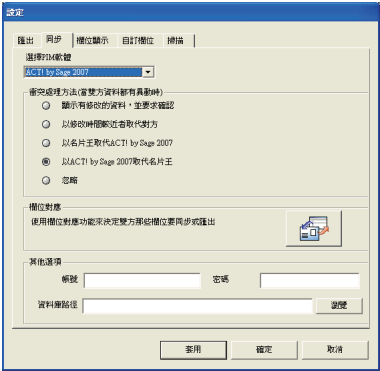 設定
匯出 同步 欄位顯示 自訂欄位 掃描
選擇PIM軟體
ACT! by Sage 2007
衝突處理方法(當雙方資料都有異動時)
顯示有修改的資料，並要求確認
以修改時間較近者取代對方
以名片王取代ACT! by Sage 2007
以ACT! by Sage 2007取代名片王
忽略
欄位對應
使用欄位對應功能來決定雙方那些欄位要同步或匯出
其他選項
帳號 密碼
資料庫路徑 瀏覽
套用 確定 取消